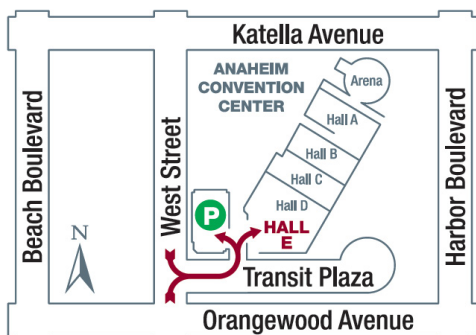 Katella Avenue
ANAHEIM
CONVENTION
CENTER
Arena
Hall A
Hall B
Hall C
Hall D
HALL
E
P
Beach Boulevard
West Street
Harbor Boulevard
N
Transit Plaza
Orangewood Avenue